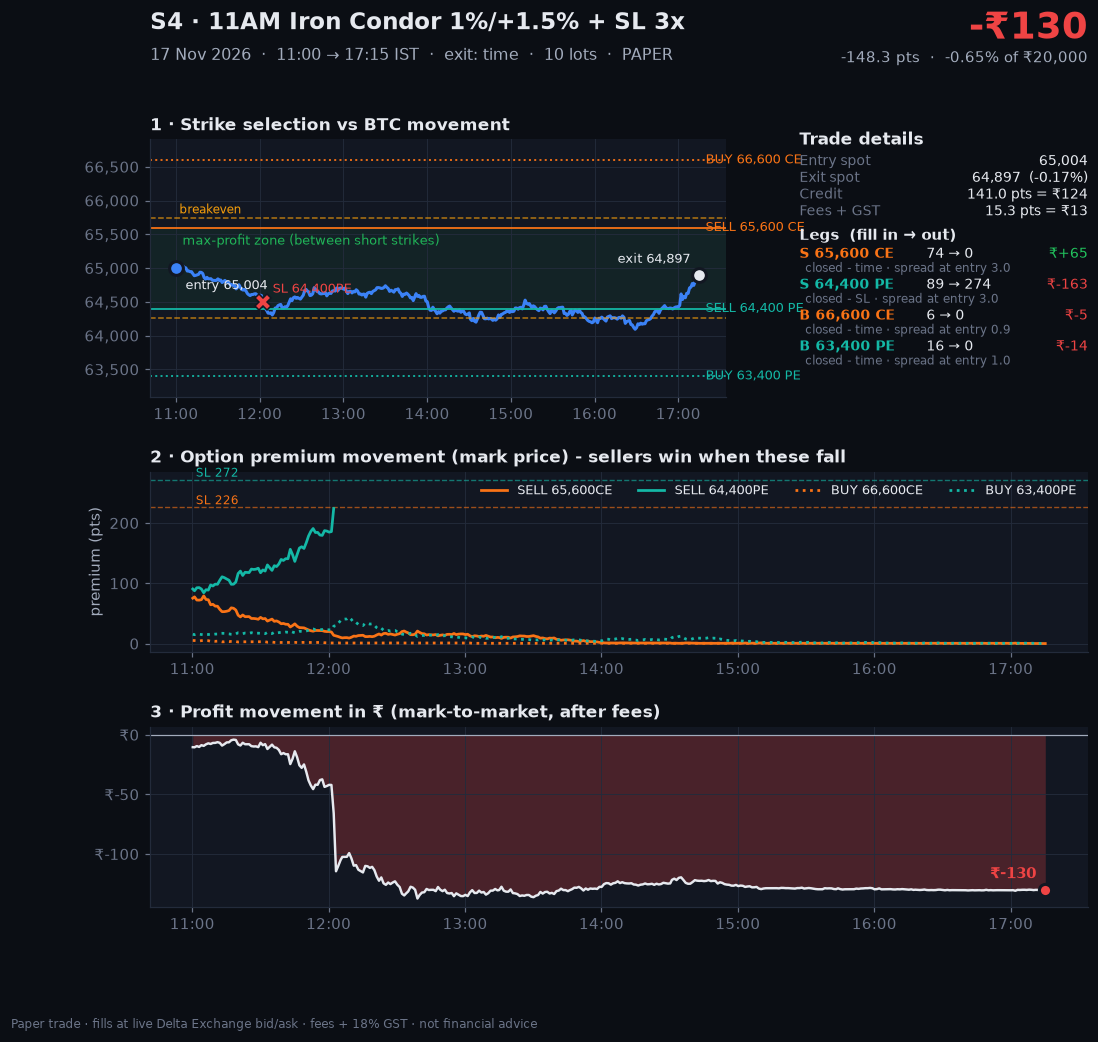 S4 · 11AM Iron Condor 1%/+1.5% + SL 3x
-₹130
17 Nov 2026 · 11:00 → 17:15 IST · exit: time · 10 lots · PAPER
-148.3 pts · -0.65% of ₹20,000
1 · Strike selection vs BTC movement
66,500
66,000
65,500
65,000
64,500
64,000
63,500
BUY 66,600 CE
breakeven
SELL 65,600 CE
max-profit zone (between short strikes)
exit 64,897
entry 65,004
SL 64,400PE
SELL 64,400 PE
BUY 63,400 PE
11:00 12:00 13:00 14:00 15:00 16:00 17:00
Trade details
Entry spot 65,004
Exit spot 64,897 (-0.17%)
Credit 141.0 pts = ₹124
Fees + GST 15.3 pts = ₹13
Legs (fill in → out)
S 65,600 CE 74 → 0 ₹+65
closed - time · spread at entry 3.0
S 64,400 PE 89 → 274 ₹-163
closed - SL · spread at entry 3.0
B 66,600 CE 6 → 0 ₹-5
closed - time · spread at entry 0.9
B 63,400 PE 16 → 0 ₹-14
closed - time · spread at entry 1.0
2 · Option premium movement (mark price) - sellers win when these fall
SL 272
SELL 65,600CE SELL 64,400PE BUY 66,600CE BUY 63,400PE
SL 226
premium (pts)
200
100
0
11:00 12:00 13:00 14:00 15:00 16:00 17:00
3 · Profit movement in ₹ (mark-to-market, after fees)
₹0
₹-50
₹-100
₹-130
11:00 12:00 13:00 14:00 15:00 16:00 17:00
Paper trade · fills at live Delta Exchange bid/ask · fees + 18% GST · not financial advice